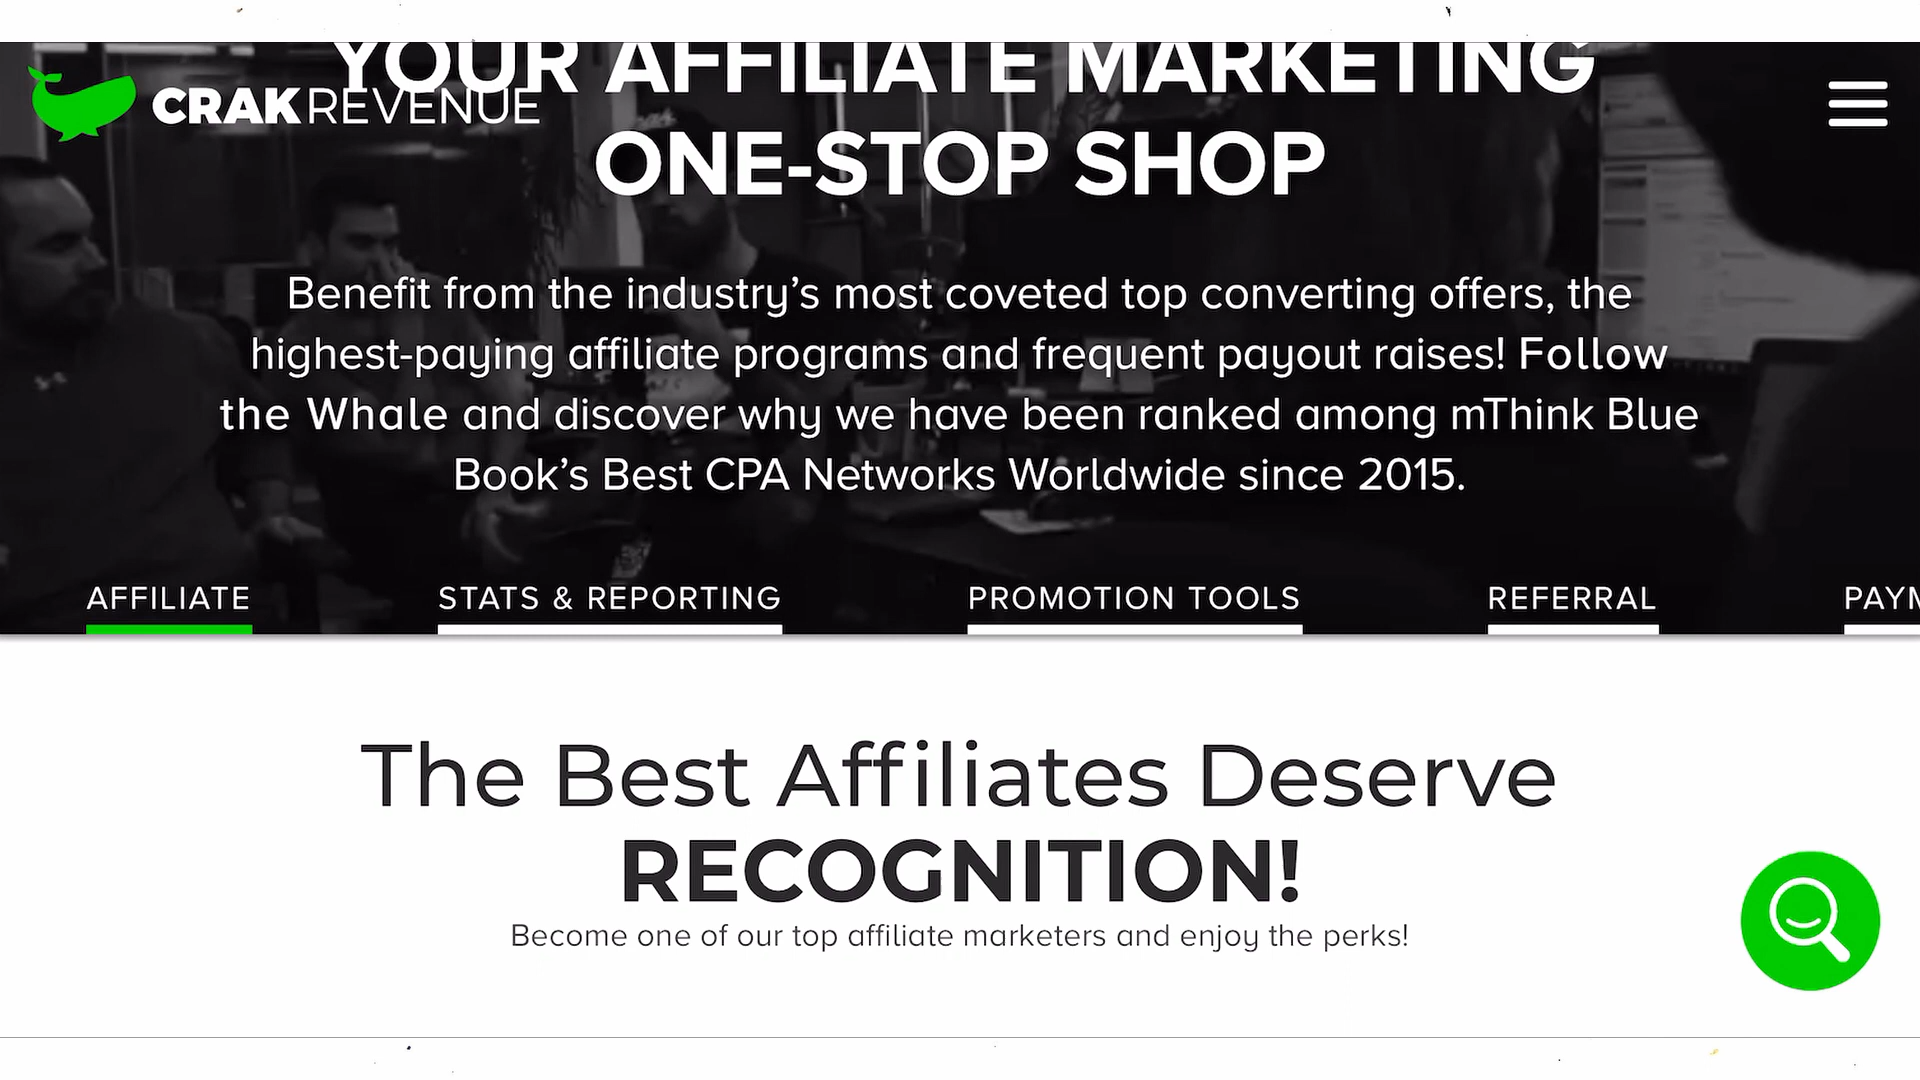 YOUR AFFILIATE MARKETING
CRAKREVENUE
ONE-STOP SHOP
Benefit from the industry’s most coveted top converting offers, the
highest-paying affiliate programs and frequent payout raises! Follow
the Whale and discover why we have been ranked among mThink Blue
Book’s Best CPA Networks Worldwide since 2015.
AFFILIATE
STATS & REPORTING
PROMOTION TOOLS
REFERRAL
PAYM
The Best Affiliates Deserve
RECOGNITION!
Become one of our top affiliate marketers and enjoy the perks!